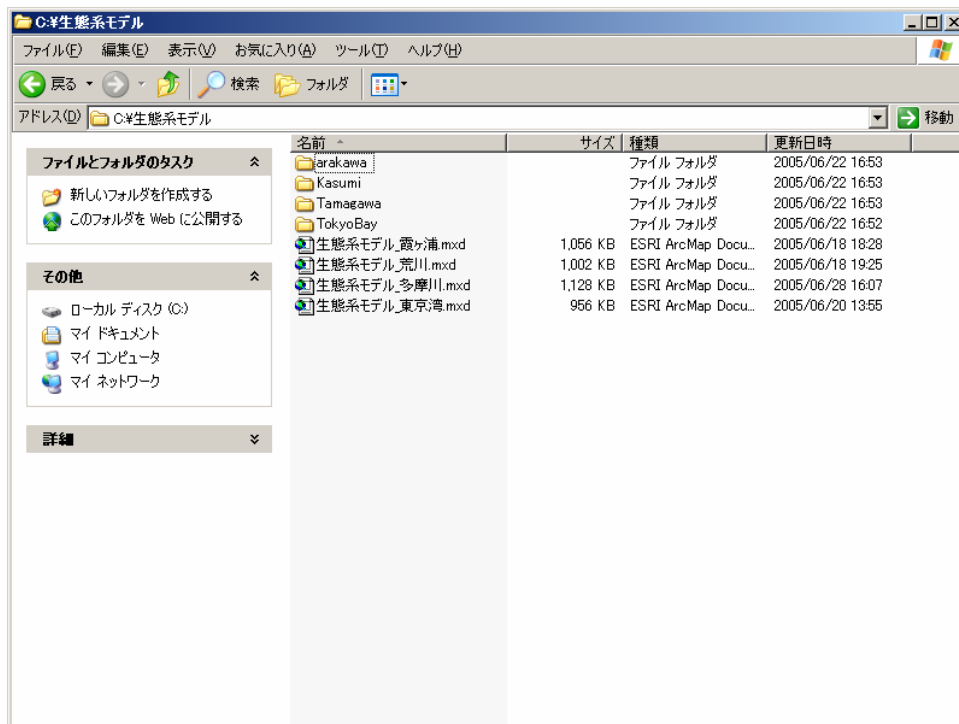 C:¥生態系モデル
ファイル(F) 編集(E) 表示(V) お気に入り(A) ツール(T) ヘルプ(H)
戻る 検索 フォルダ
アドレス(D) C:¥生態系モデル 移動
ファイルとフォルダのタスク
新しいフォルダを作成する
このフォルダを Web に公開する
その他
ローカル ディスク (C:)
マイ ドキュメント
マイ コンピュータ
マイ ネットワーク
詳細
名前 サイズ 種類 更新日時
arakawa ファイル フォルダ 2005/06/22 16:53
Kasumi ファイル フォルダ 2005/06/22 16:53
Tamagawa ファイル フォルダ 2005/06/22 16:53
TokyoBay ファイル フォルダ 2005/06/22 16:52
生態系モデル_霞ヶ浦.mxd 1,056 KB ESRI ArcMap Docu... 2005/06/18 18:28
生態系モデル_荒川.mxd 1,002 KB ESRI ArcMap Docu... 2005/06/18 19:25
生態系モデル_多摩川.mxd 1,128 KB ESRI ArcMap Docu... 2005/06/28 16:07
生態系モデル_東京湾.mxd 956 KB ESRI ArcMap Docu... 2005/06/20 13:55